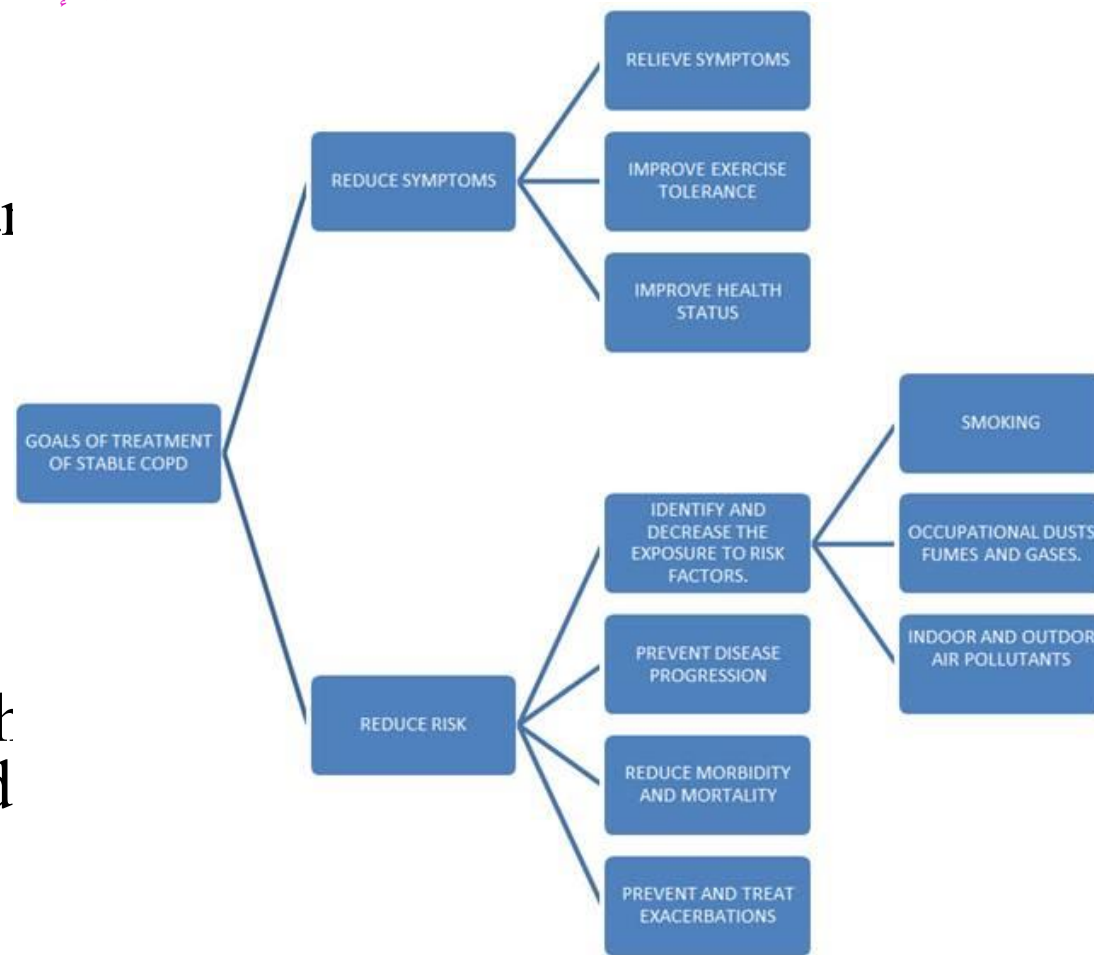 RELIEVE SYMPTOMS
IMPROVE EXERCISE
TOLERANCE
IMPROVE HEALTH
STATUS
REDUCE SYMPTOMS
GOALS OF TREATMENT
OF STABLE COPD
REDUCE RISK
IDENTIFY AND
DECREASE THE
EXPOSURE TO RISK
FACTORS.
SMOKING
OCCUPATIONAL DUSTS
FUMES AND GASES.
INDOOR AND OUTDOR
AIR POLLUTANTS
PREVENT DISEASE
PROGRESSION
REDUCE MORBIDITY
AND MORTALITY
PREVENT AND TREAT
EXACERBATIONS